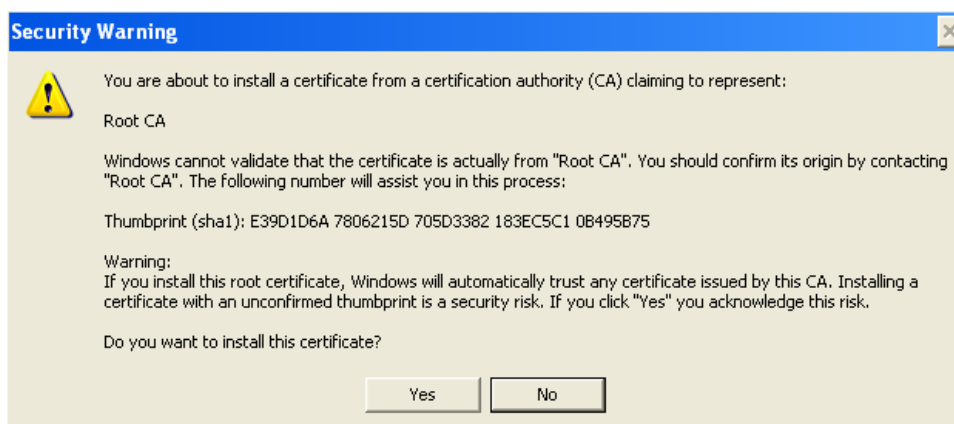 Security Warning
You are about to install a certificate from a certification authority (CA) claiming to represent:
Root CA
Windows cannot validate that the certificate is actually from "Root CA". You should confirm its origin by contacting
"Root CA". The following number will assist you in this process:
Thumbprint (sha1): E39D1D6A 7806215D 705D3382 183EC5C1 0B495B75
Warning:
If you install this root certificate, Windows will automatically trust any certificate issued by this CA. Installing a
certificate with an unconfirmed thumbprint is a security risk. If you click "Yes" you acknowledge this risk.
Do you want to install this certificate?
Yes No